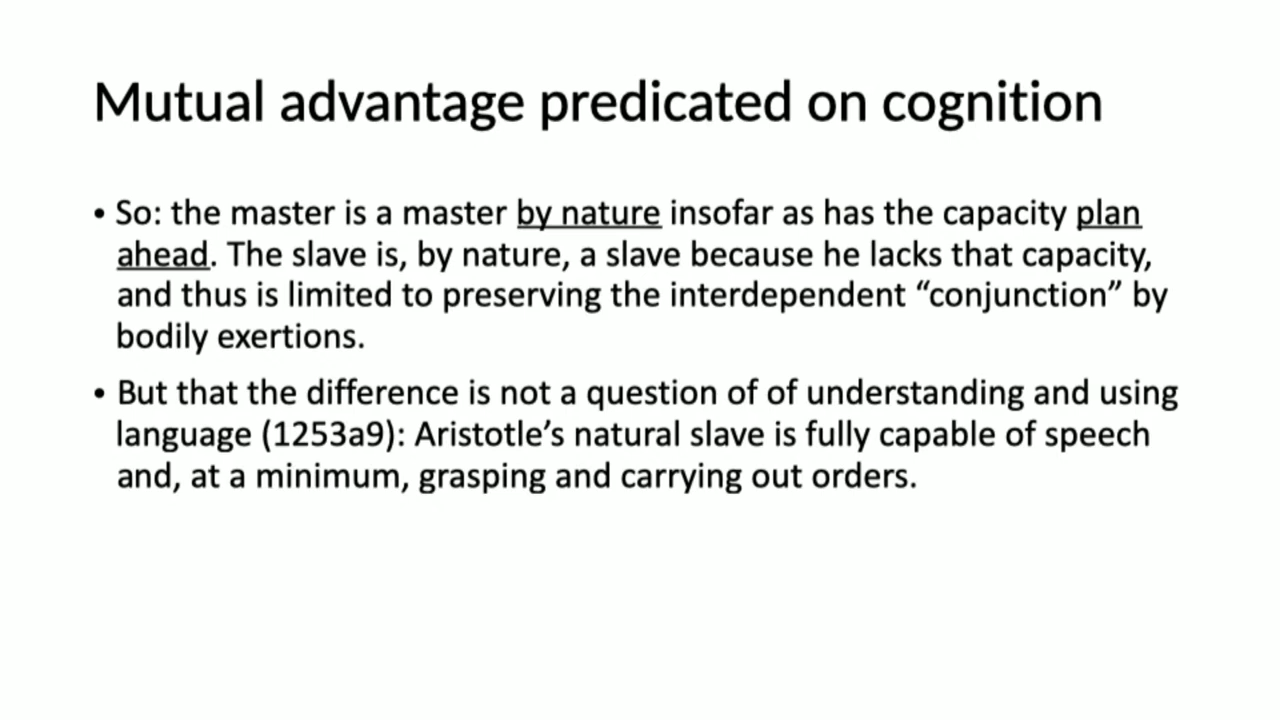 Mutual advantage predicated on cognition
• So: the master is a master by nature insofar as has the capacity plan
ahead. The slave is, by nature, a slave because he lacks that capacity,
and thus is limited to preserving the interdependent “conjunction” by
bodily exertions.
• But that the difference is not a question of of understanding and using
language (1253a9): Aristotle’s natural slave is fully capable of speech
and, at a minimum, grasping and carrying out orders.